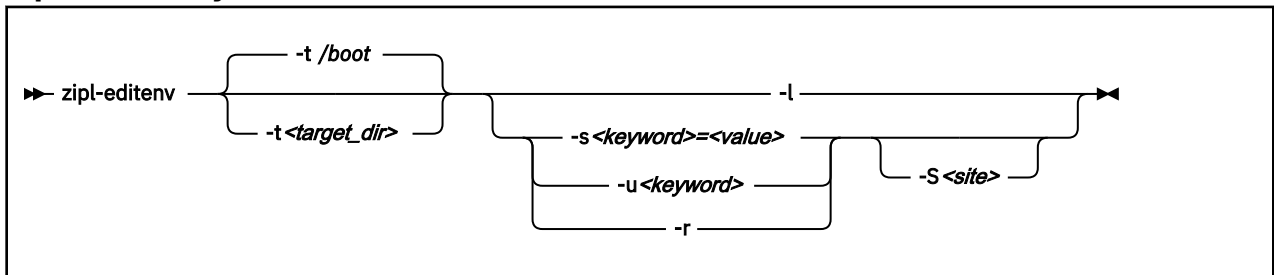 -t /boot
zipl-editenv
-l
-t<target_dir>
-s<keyword>=<value>
-S<site>
-u<keyword>
-r